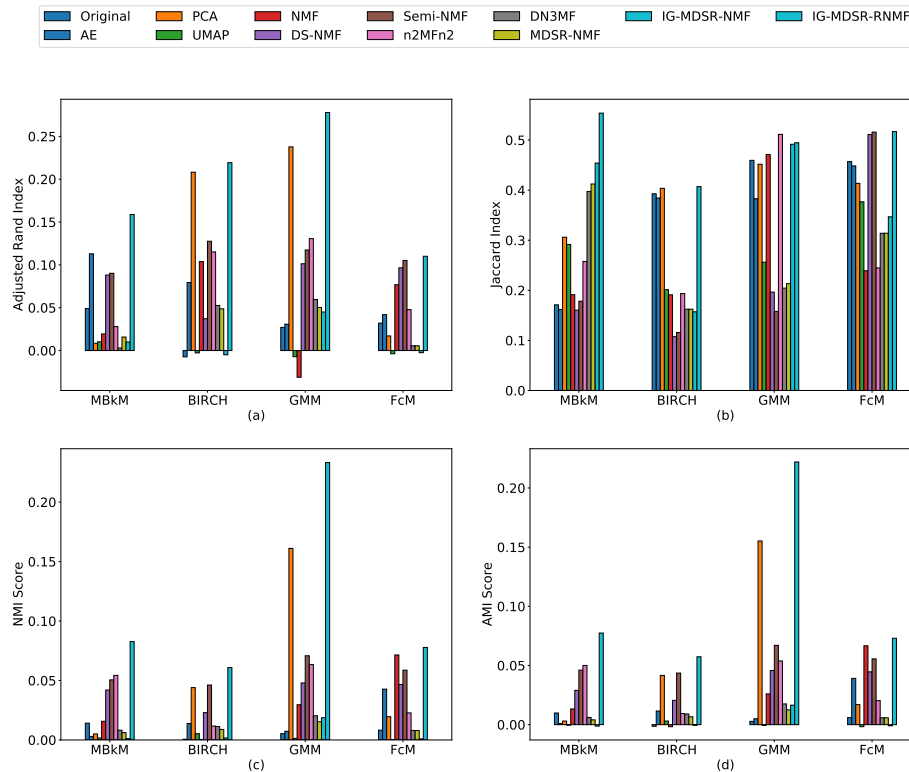 Original PCA NMF Semi-NMF DN3MF IG-MDSR-NMF IG-MDSR-RNMF
AE UMAP DS-NMF n2MFn2 MDSR-NMF
Adjusted Rand Index
0.25
0.20
0.15
0.10
0.05
0.00
MBkM BIRCH GMM FcM
(a)
Jaccard Index
0.5
0.4
0.3
0.2
0.1
0.0
MBkM BIRCH GMM FcM
(b)
NMI Score
0.20
0.15
0.10
0.05
0.00
MBkM BIRCH GMM FcM
(c)
AMI Score
0.20
0.15
0.10
0.05
0.00
MBkM BIRCH GMM FcM
(d)